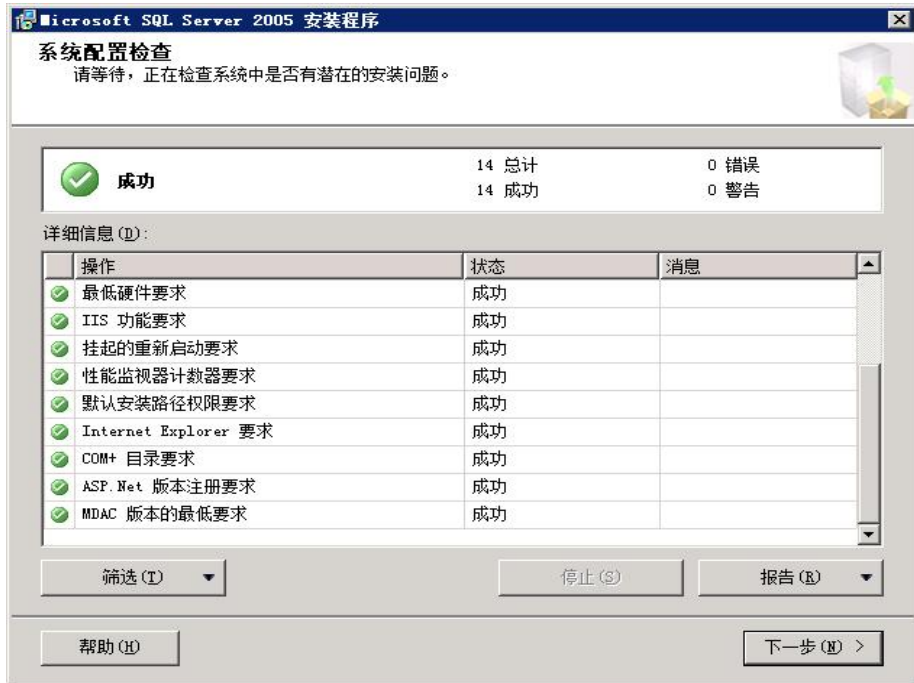 Microsoft SQL Server 2005 安装程序
系统配置检查
请等待，正在检查系统中是否有潜在的安装问题。
成功 14 总计 0 错误
14 成功 0 警告
详细信息(D):
操作 状态 消息
最低硬件要求 成功
IIS 功能要求 成功
挂起的重新启动要求 成功
性能监视器计数器要求 成功
默认安装路径权限要求 成功
Internet Explorer 要求 成功
COM+ 目录要求 成功
ASP.Net 版本注册要求 成功
MDAC 版本的最低要求 成功
筛选(T) 停止(S) 报告(R)
帮助(H) 下一步(N) >